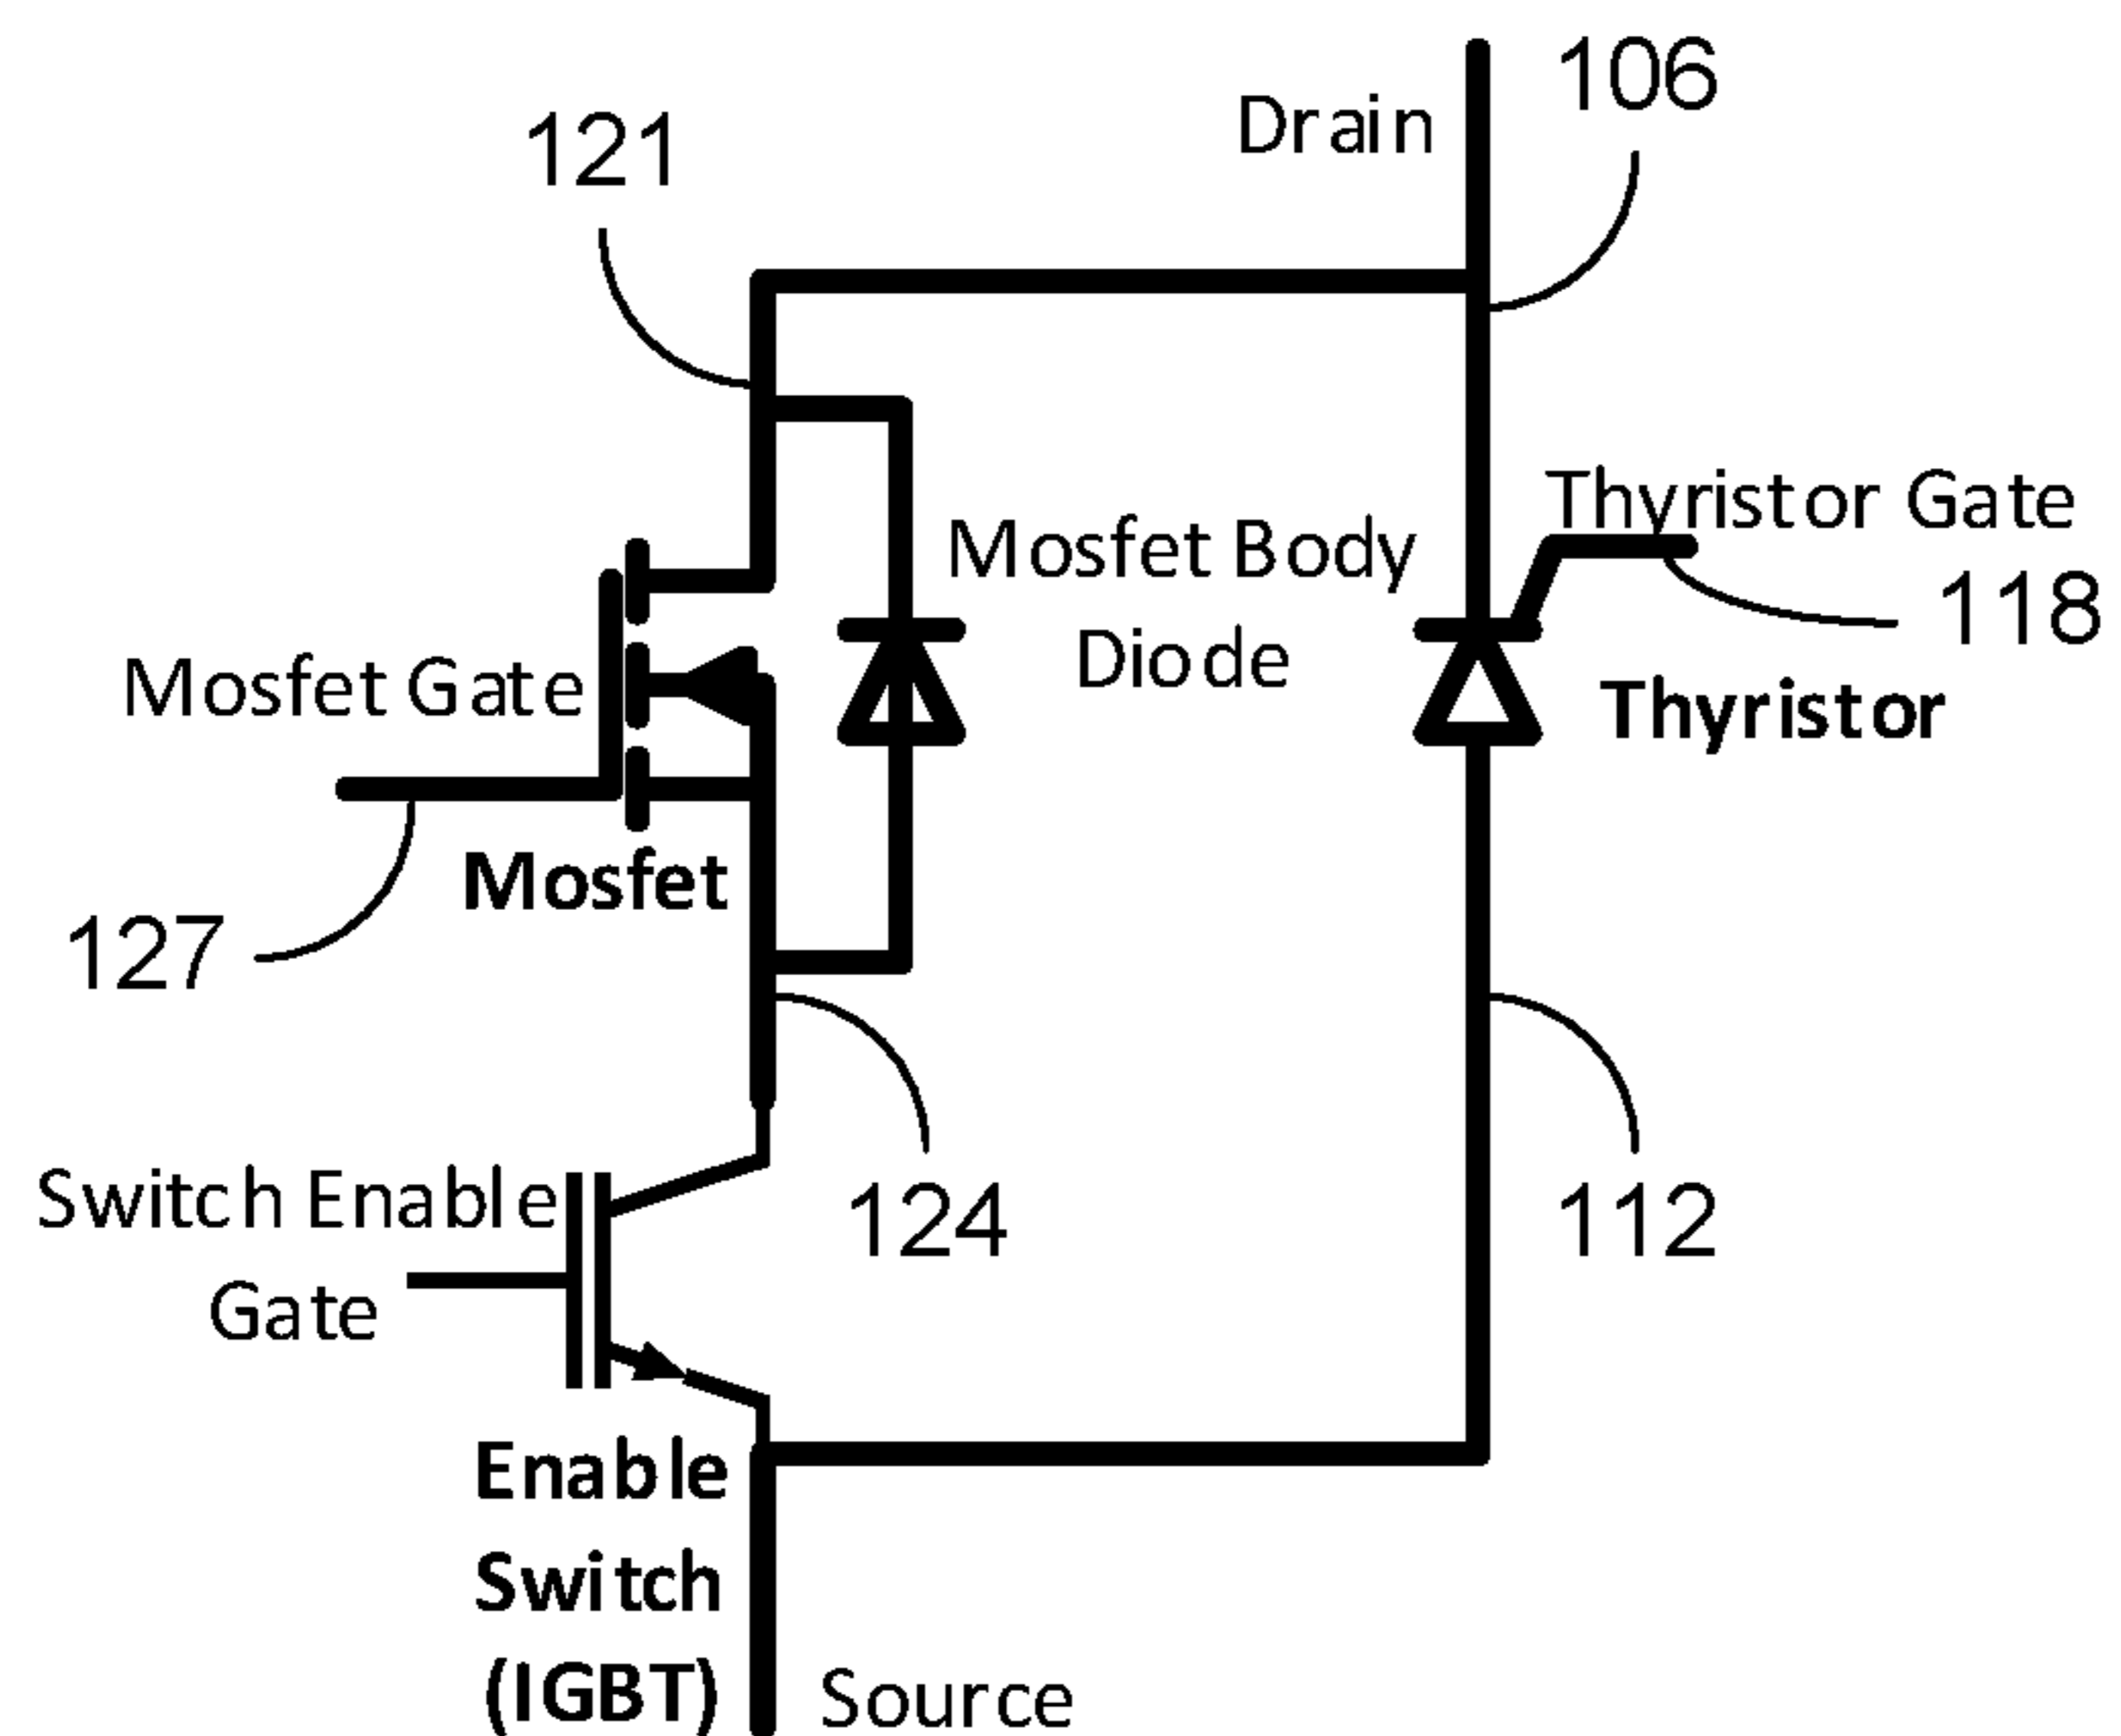 106
Drain
121
Thyristor Gate
Mosfet Body
Diode
118
Mosfet Gate
Thyristor
Mosfet
127
Switch Enable
Gate
124
112
Enable
Switch
(IGBT)
Source